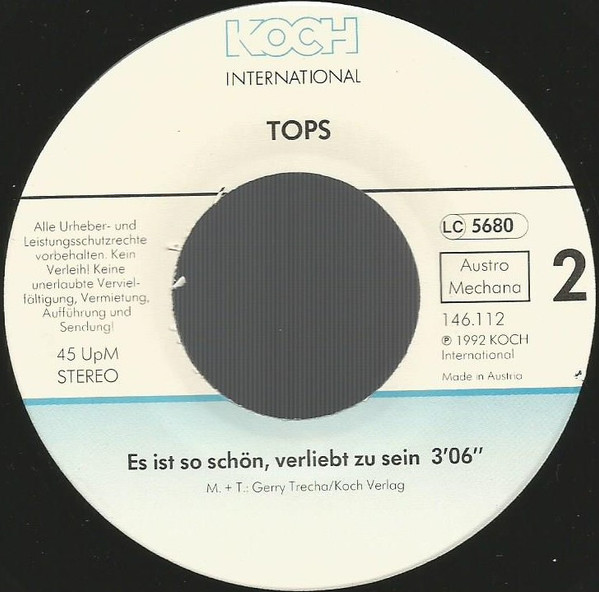 KOCH
INTERNATIONAL
TOPS
Alle Urheber- und
Leistungsschutzrechte
vorbehalten. Kein
Verleih! Keine
unerlaubte Verviel-
fältigung, Vermietung,
Aufführung und
Sendung!
45 UpM
STEREO
LC 5680
Austro
Mechana
2
146.112
℗ 1992 KOCH
International
Made in Austria
Es ist so schön, verliebt zu sein 3'06"
M. + T.: Gerry Trecha/Koch Verlag